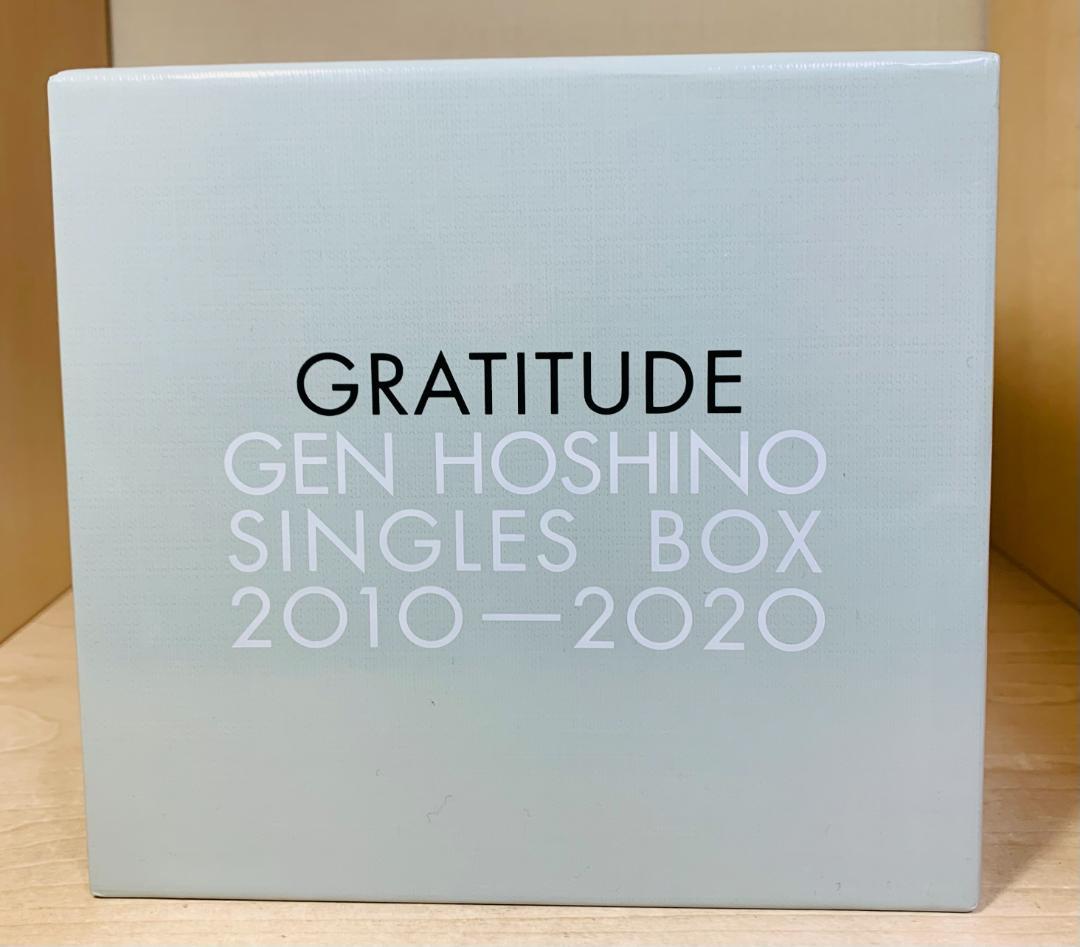 GRATITUDE
GEN HOSHINO
SINGLES BOX
2010—2020